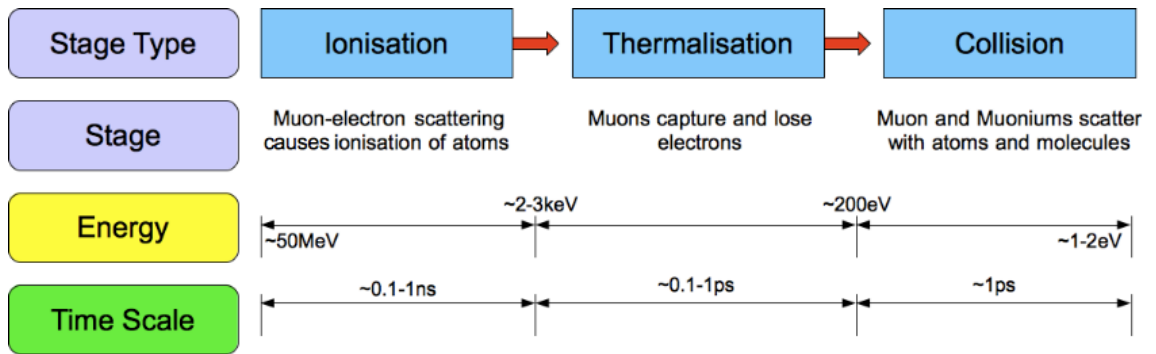 Stage Type
Ionisation
Thermalisation
Collision
Stage
Muon-electron scattering
causes ionisation of atoms
Muons capture and lose
electrons
Muon and Muoniums scatter
with atoms and molecules
Energy
~50MeV
~2-3keV
~200eV
~1-2eV
Time Scale
~0.1-1ns
~0.1-1ps
~1ps